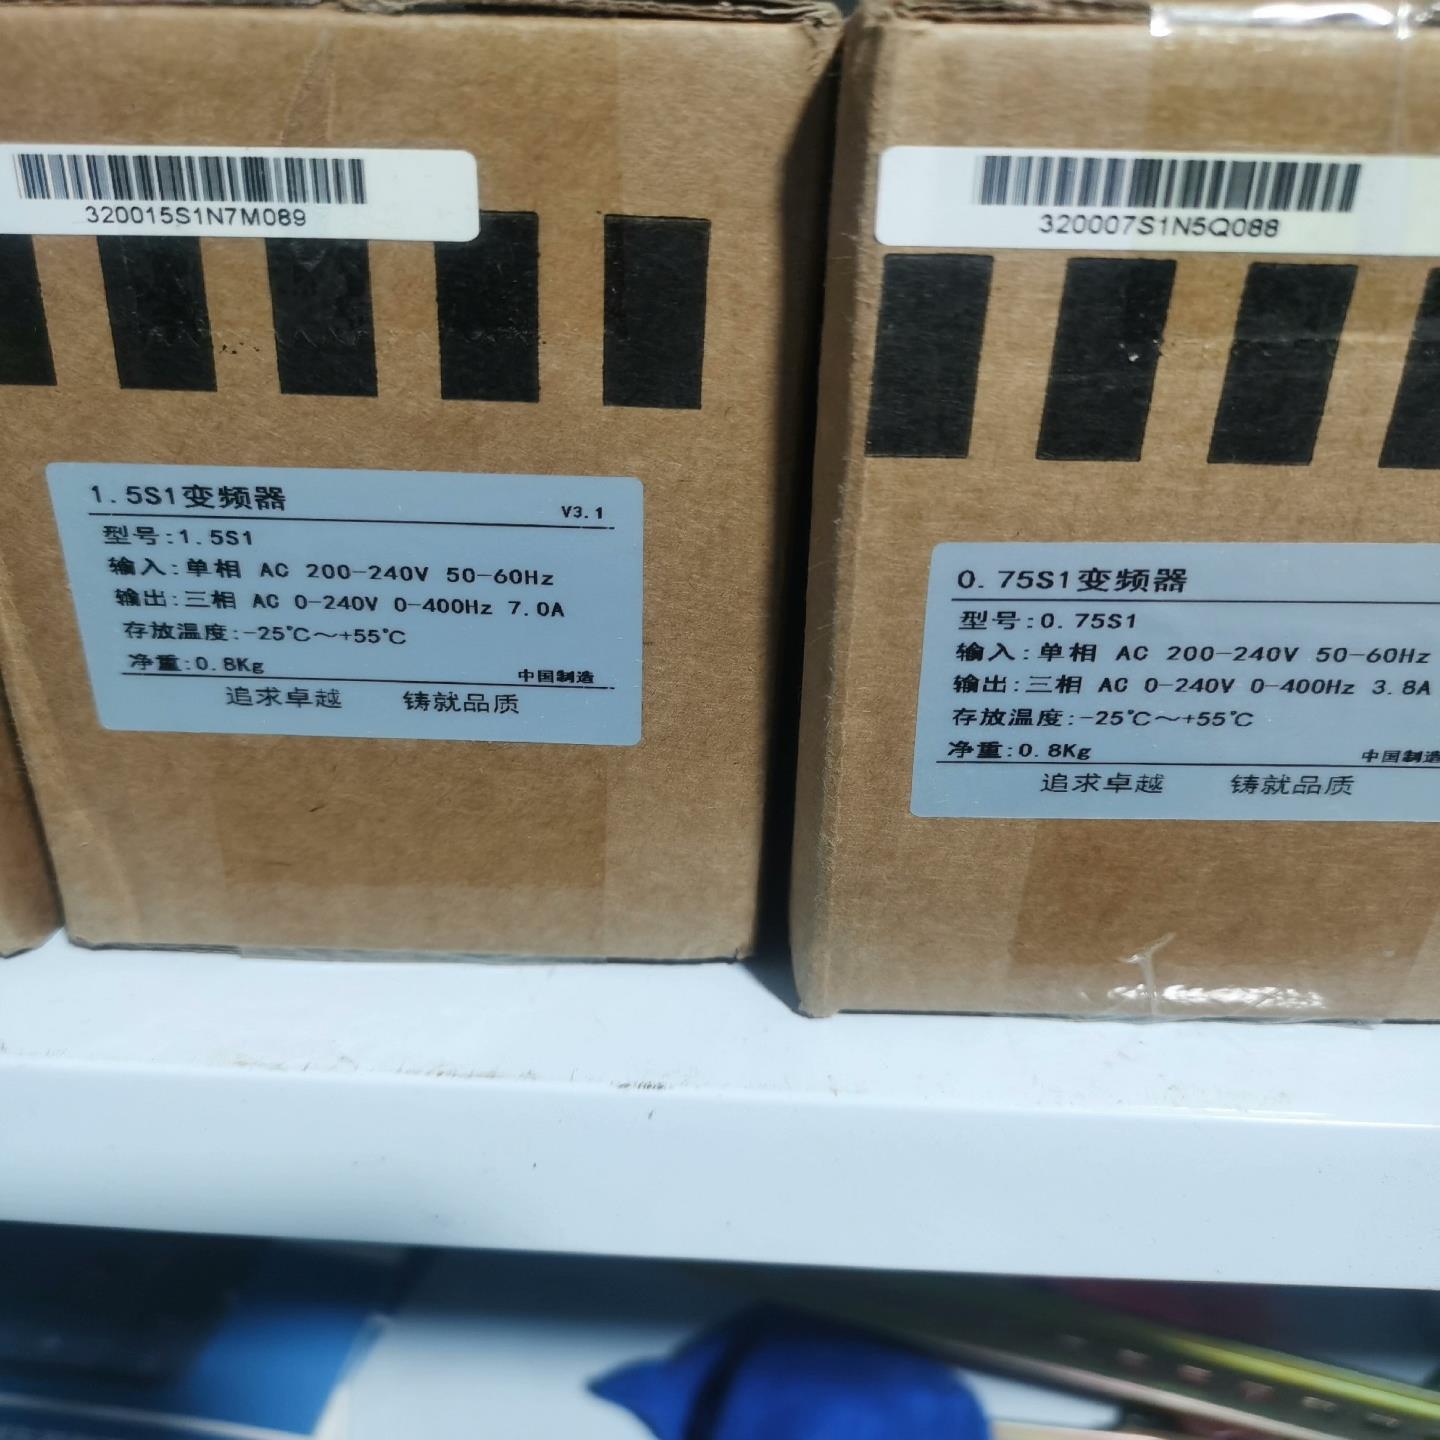 320015S1N7M089
1.5S1变频器
V3.1
型号:1.5S1
输入:单相 AC 200-240V 50-60Hz
输出:三相 AC 0-240V 0-400Hz 7.0A
存放温度:-25℃～+55℃
净重:0.8Kg
中国制造
追求卓越 铸就品质
320007S1N5Q088
0.75S1变频器
型号:0.75S1
输入:单相 AC 200-240V 50-60Hz
输出:三相 AC 0-240V 0-400Hz 3.8A
存放温度:-25℃～+55℃
净重:0.8Kg
中国制造
追求卓越 铸就品质